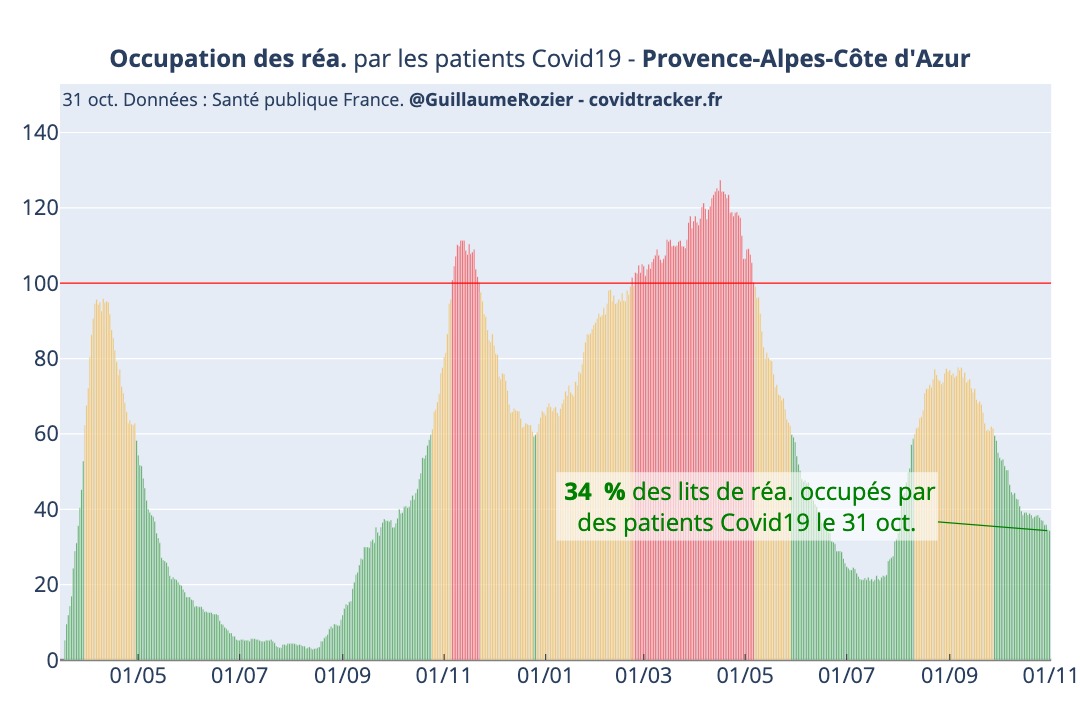 Occupation des réa. par les patients Covid19 - Provence-Alpes-Côte d'Azur
31 oct. Données : Santé publique France. @GuillaumeRozier - covidtracker.fr
140
120
100
80
60
40
20
0
34 % des lits de réa. occupés par
des patients Covid19 le 31 oct.
01/05 01/07 01/09 01/11 01/01 01/03 01/05 01/07 01/09 01/11